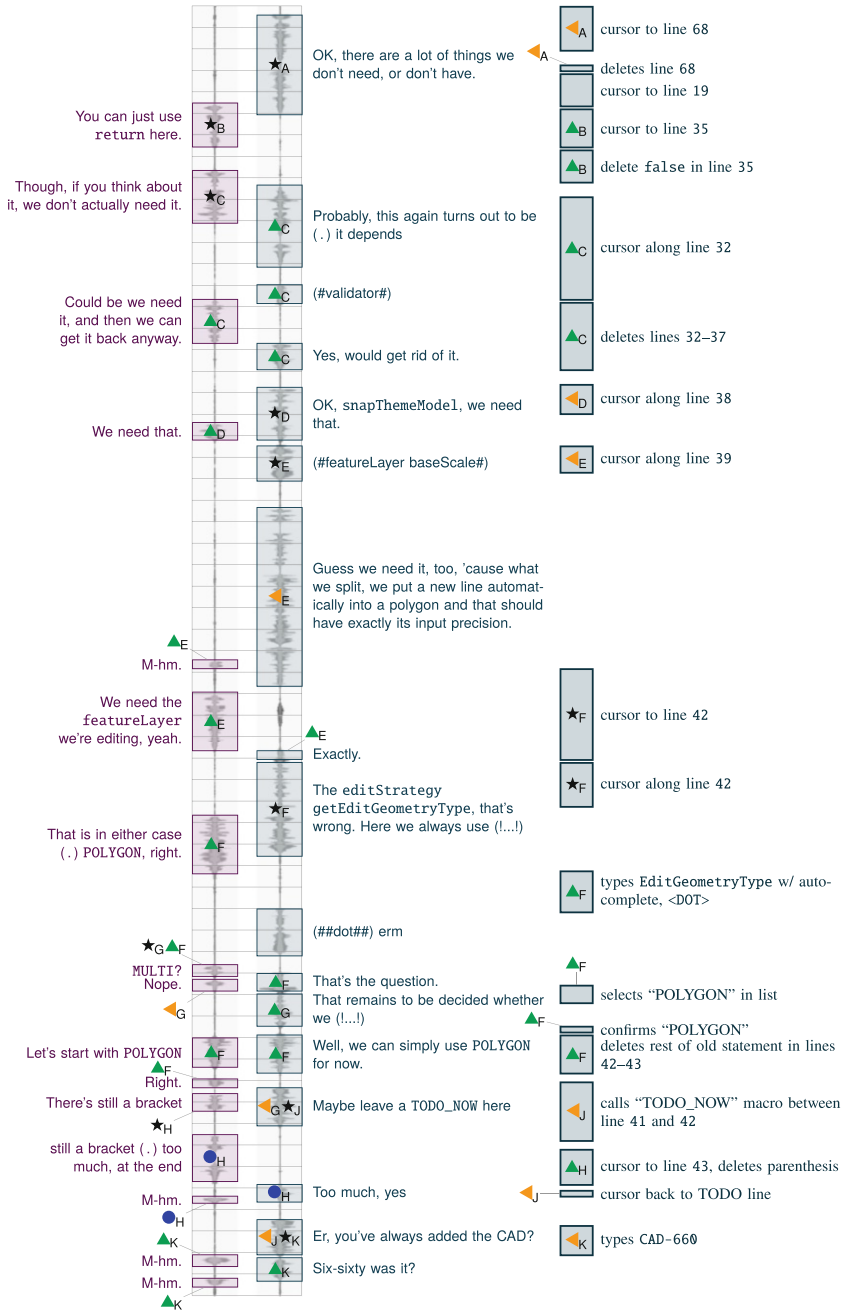 A
cursor to line 68
OK, there are a lot of things we
don't need, or don't have.
A
A
deletes line 68
cursor to line 19
You can just use
return here.
B
B
cursor to line 35
B
delete false in line 35
Though, if you think about
it, we don't actually need it.
C
Probably, this again turns out to be
(.) it depends
C
C
cursor along line 32
C
(#validator#)
Could be we need
it, and then we can
get it back anyway.
C
C
deletes lines 32–37
C
Yes, would get rid of it.
D
OK, snapThemeModel, we need
that.
D
cursor along line 38
We need that.
D
E
(#featureLayer baseScale#)
E
cursor along line 39
E
Guess we need it, too, 'cause what
we split, we put a new line automat-
ically into a polygon and that should
have exactly its input precision.
E
M-hm.
We need the
featureLayer
we're editing, yeah.
E
F
cursor to line 42
E
Exactly.
F
cursor along line 42
F
The editStrategy
getEditGeometryType, that's
wrong. Here we always use (!...!)
That is in either case
(.) POLYGON, right.
F
F
types EditGeometryType w/ auto-
complete, <DOT>
(##dot##) erm
G F
MULTI?
Nope.
G
F
That's the question.
F
selects “POLYGON” in list
G
That remains to be decided whether
we (!...!)
F
confirms “POLYGON”
Let's start with POLYGON
F
F
Well, we can simply use POLYGON
for now.
F
deletes rest of old statement in lines
42–43
F
Right.
There's still a bracket
H
G J
Maybe leave a TODO_NOW here
J
calls “TODO_NOW” macro between
line 41 and 42
still a bracket (.) too
much, at the end
H
H
cursor to line 43, deletes parenthesis
M-hm.
H
H
Too much, yes
J
cursor back to TODO line
J K
Er, you've always added the CAD?
K
types CAD-660
K
M-hm.
K
Six-sixty was it?
M-hm.
K